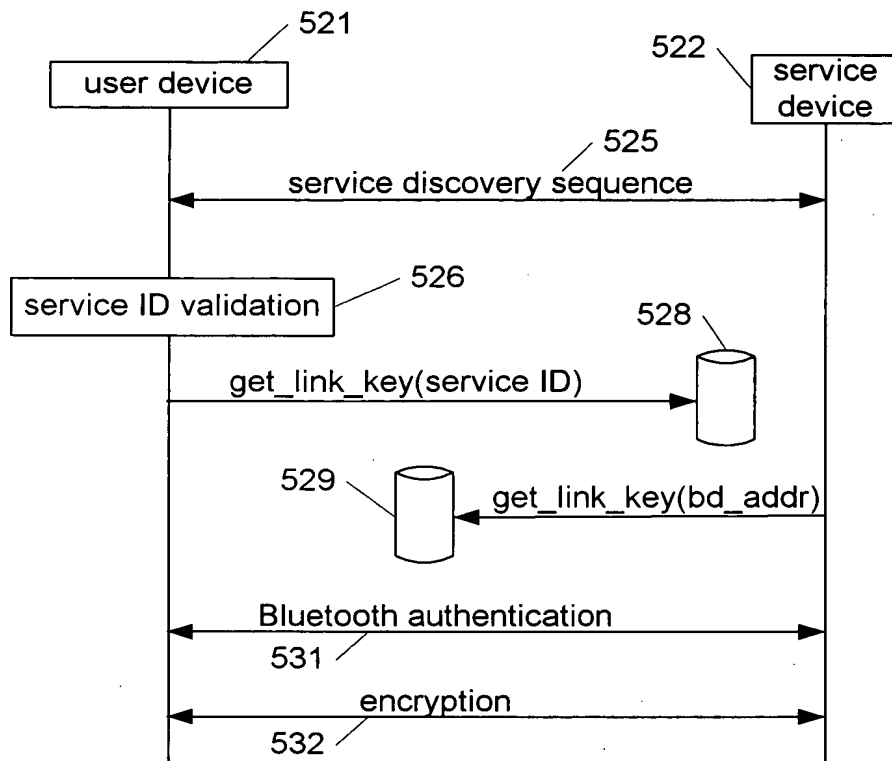 521
user device
522
service
device
525
service discovery sequence
526
service ID validation
528
get_link_key(service ID)
529
get_link_key(bd_addr)
Bluetooth authentication
531
encryption
532